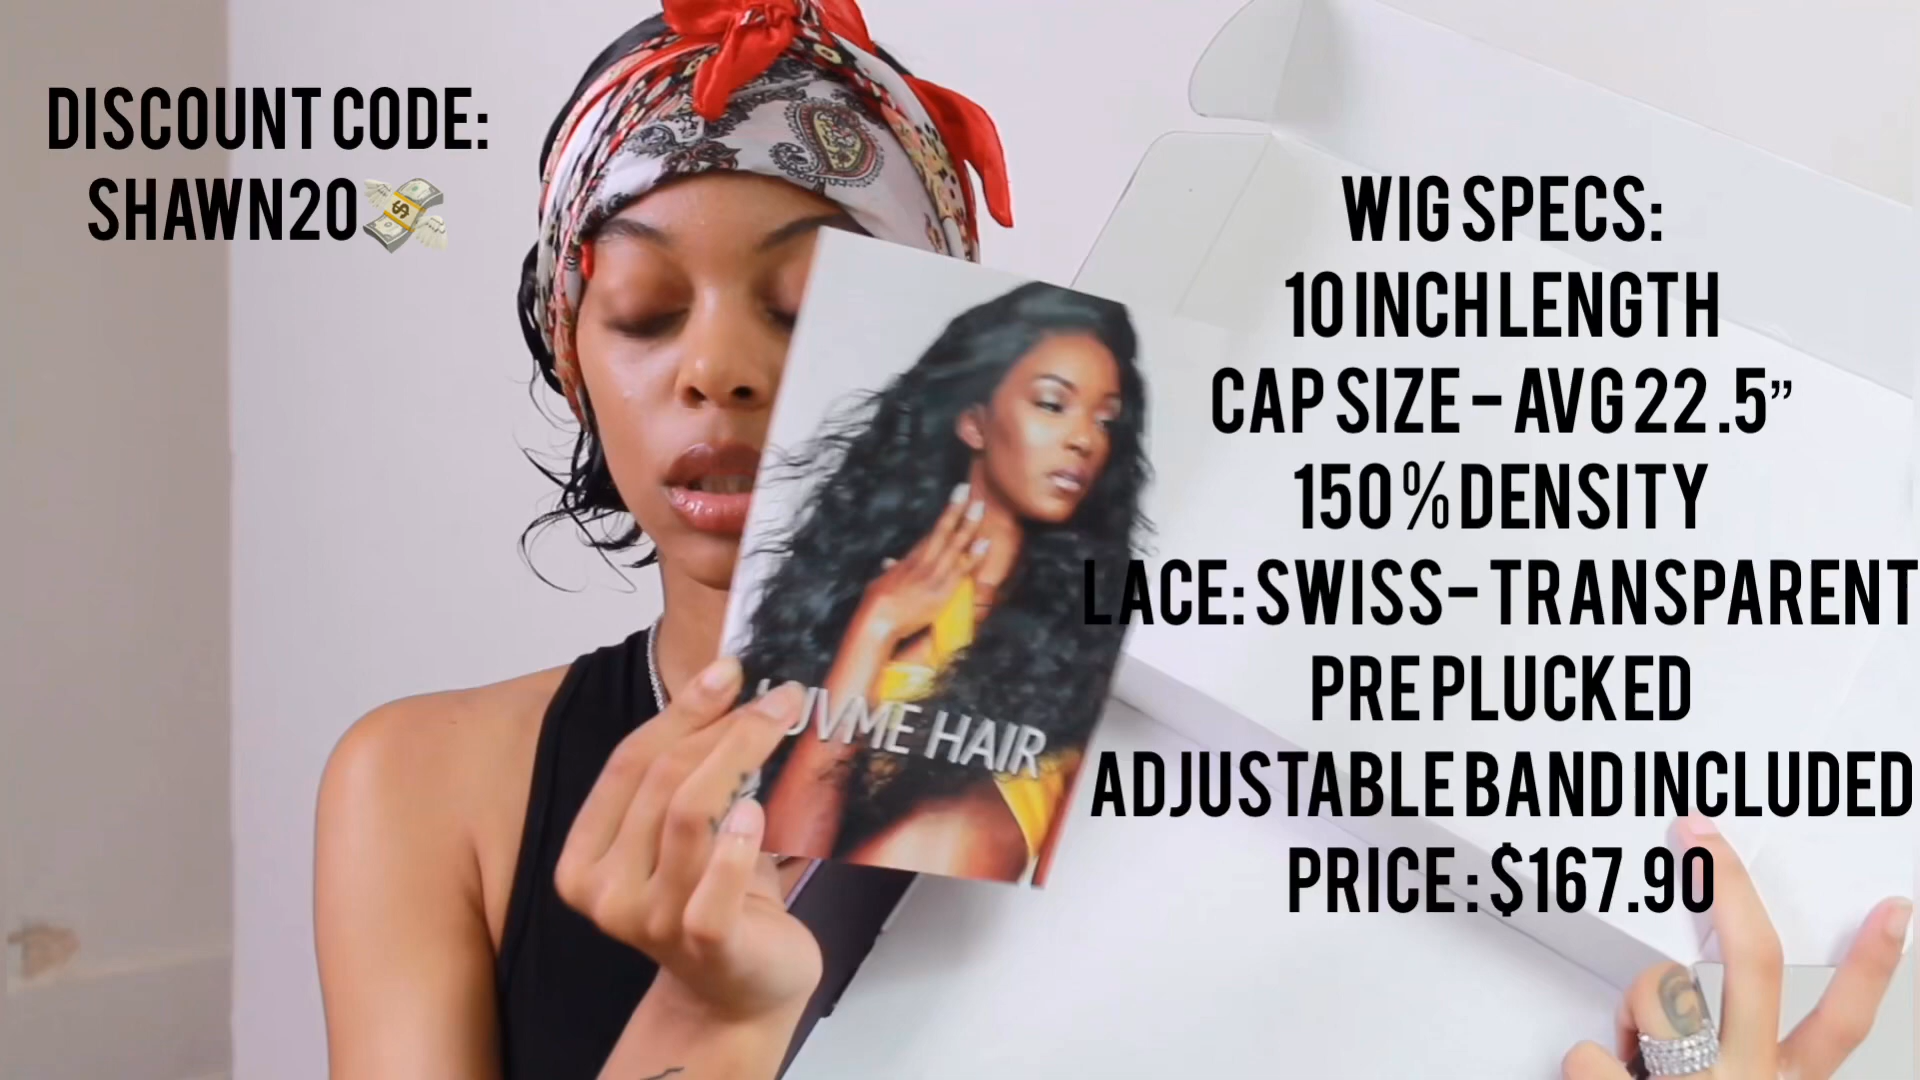 DISCOUNT CODE:
SHAWN20💸
WIG SPECS:
10 INCH LENGTH
CAP SIZE - AVG 22.5”
150% DENSITY
LACE: SWISS- TRANSPARENT
PRE PLUCKED
ADJUSTABLE BAND INCLUDED
PRICE: $167.90
LUVME HAIR